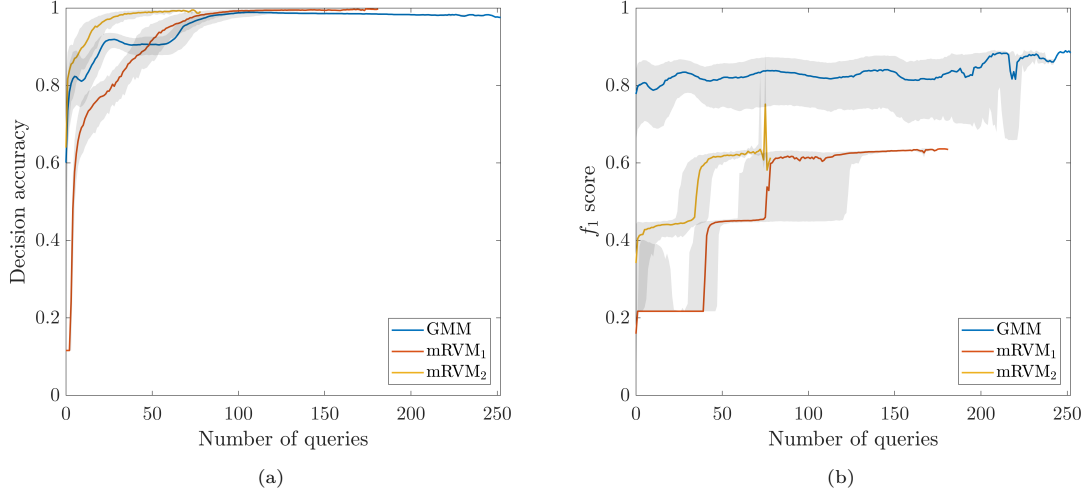 1
0.8
0.6
0.4
0.2
0
0
50
100
150
200
250
Decision accuracy
Number of queries
GMM
mRVM₁
mRVM₂
(a)
1
0.8
0.6
0.4
0.2
0
0
50
100
150
200
250
f₁ score
Number of queries
GMM
mRVM₁
mRVM₂
(b)